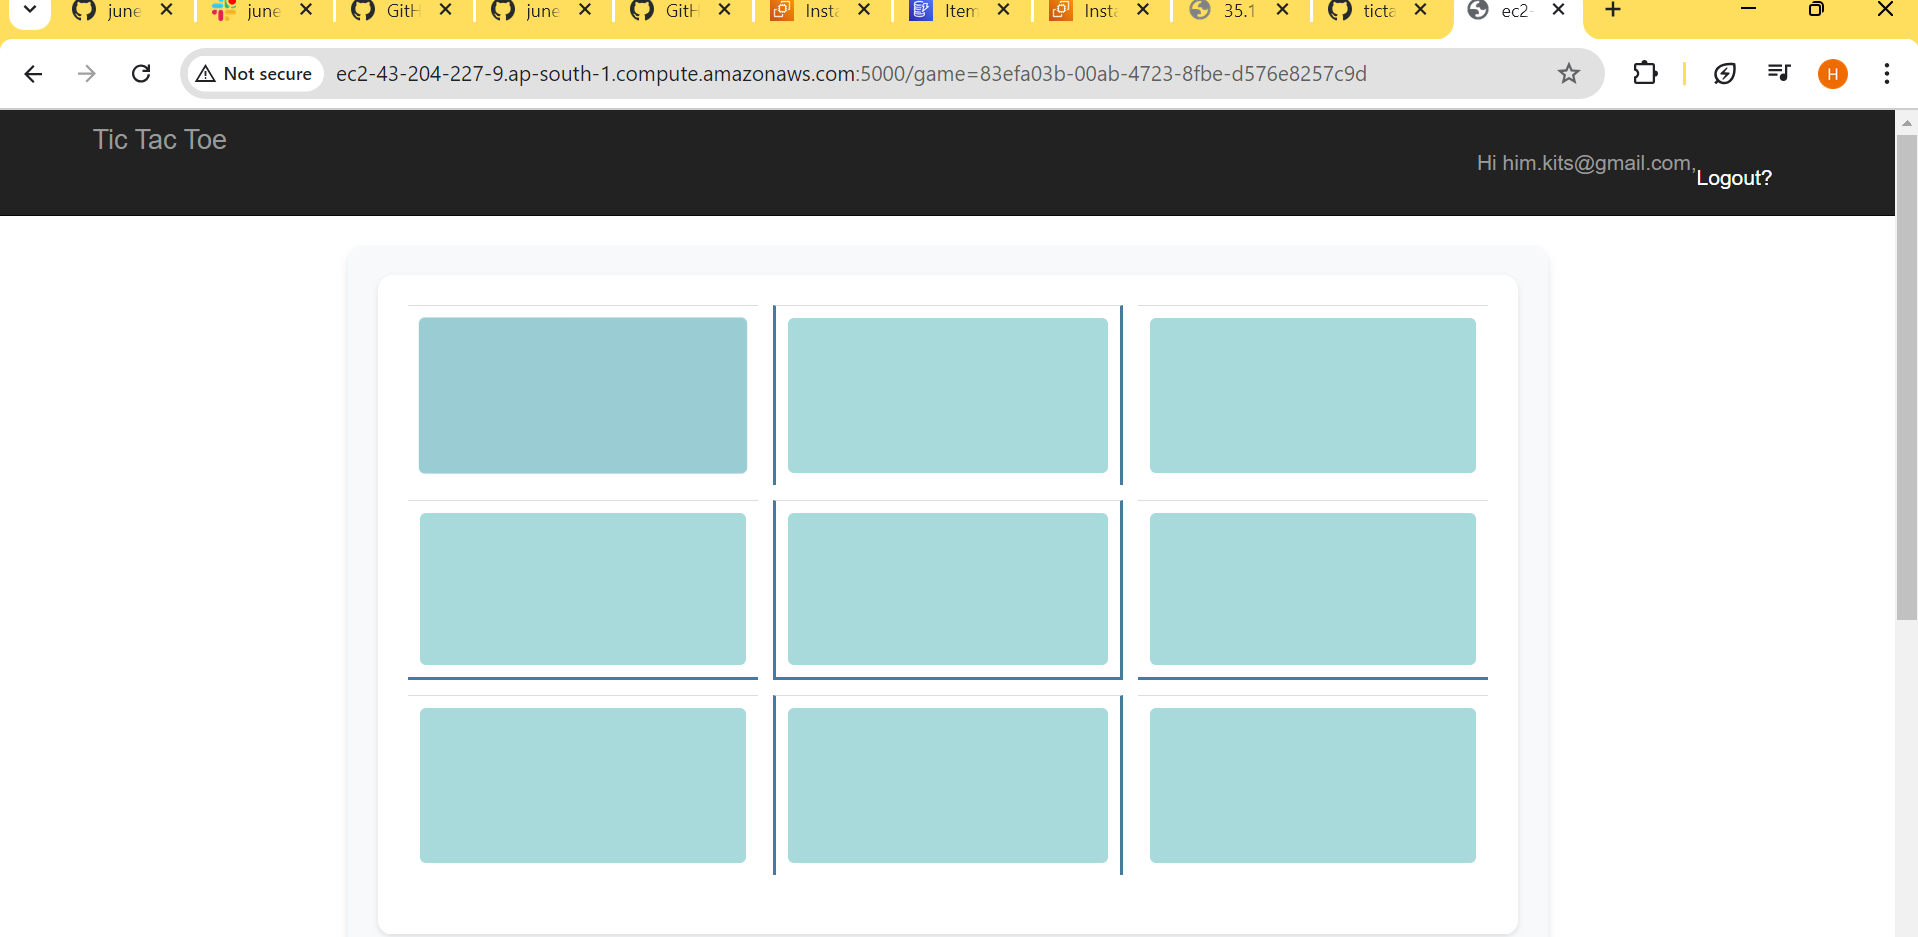 june
june
GitH
june
GitH
Insta
Item
Insta
35.1
ticta
ec2-
Not secure
ec2-43-204-227-9.ap-south-1.compute.amazonaws.com:5000/game=83efa03b-00ab-4723-8fbe-d576e8257c9d
H
Tic Tac Toe
Hi him.kits@gmail.com,
Logout?